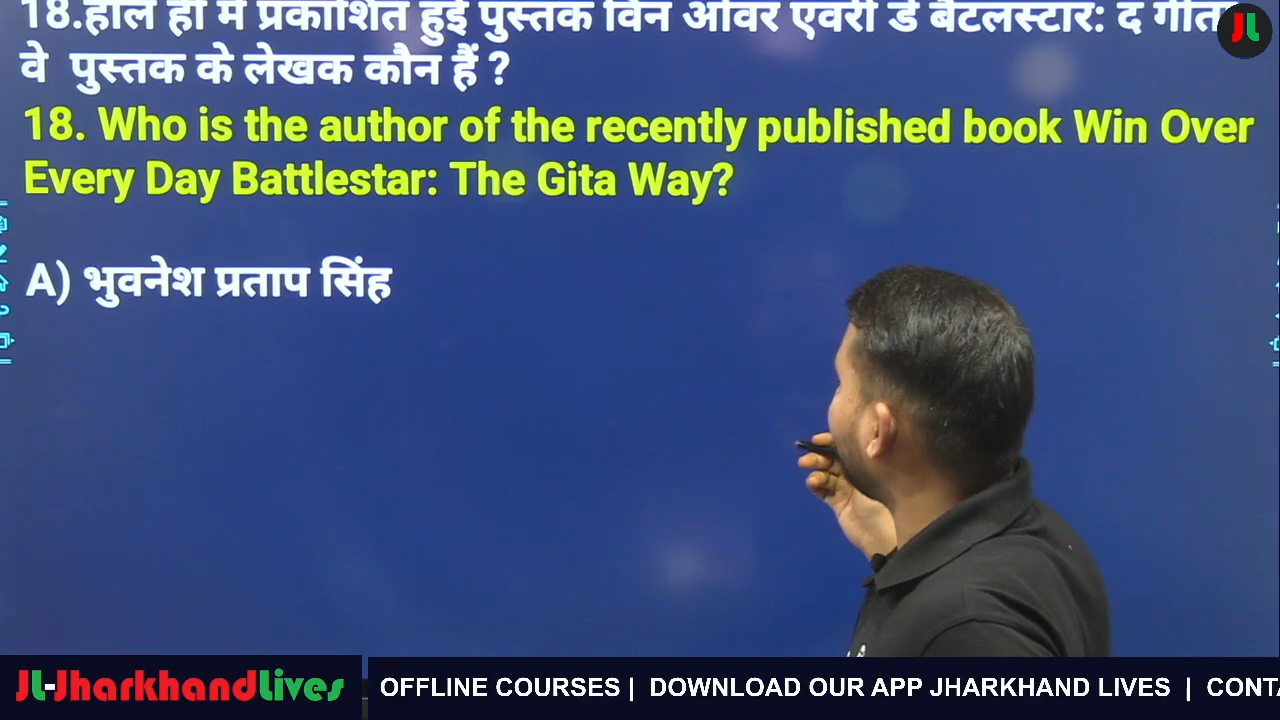 18.हाल ही में प्रकाशित हुई पुस्तक विन ओवर एवरी डे बैटलस्टार: द गीता
वे पुस्तक के लेखक कौन हैं ?
18. Who is the author of the recently published book Win Over
Every Day Battlestar: The Gita Way?
A) भुवनेश प्रताप सिंह
JL
JL-JharkhandLives
OFFLINE COURSES | DOWNLOAD OUR APP JHARKHAND LIVES |